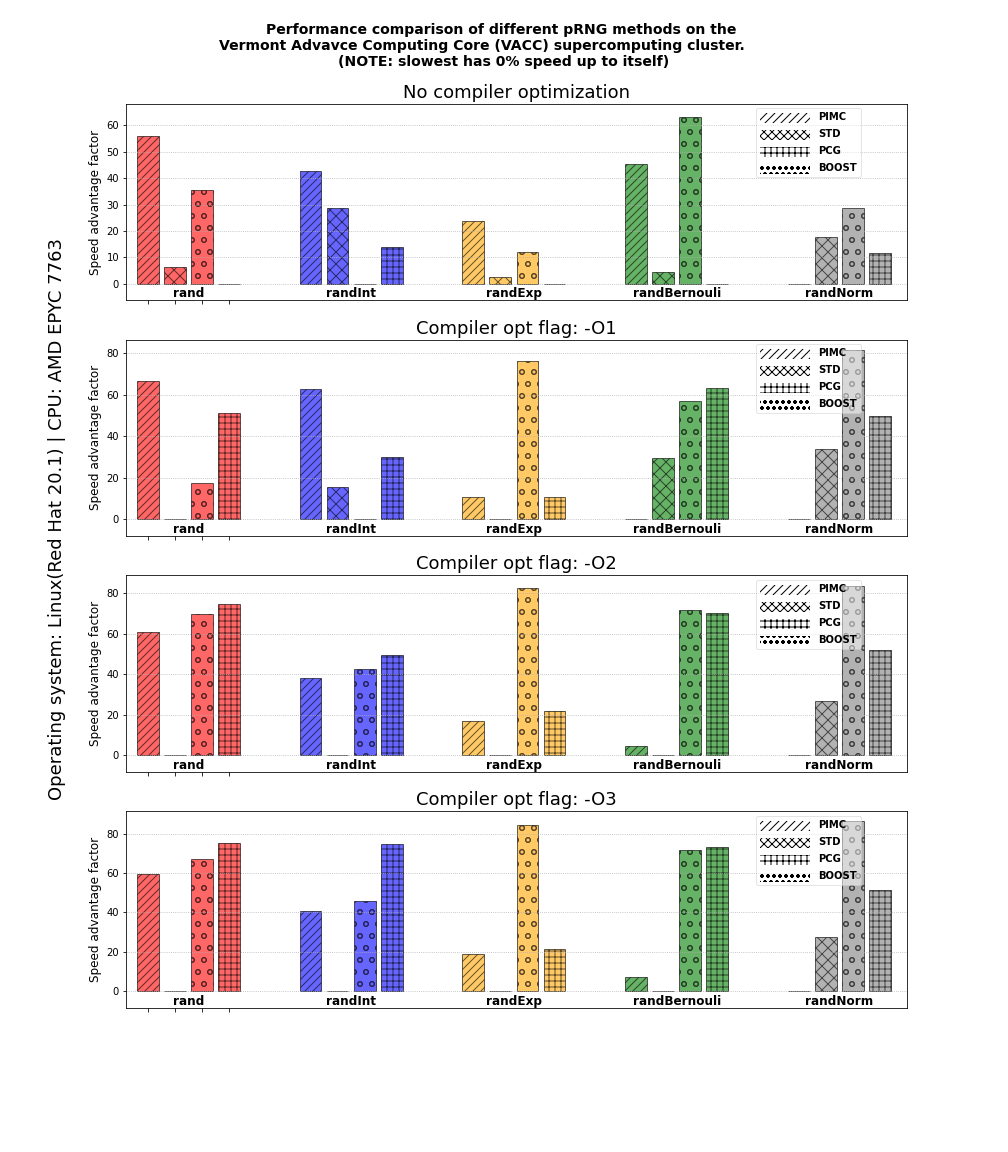 Performance comparison of different pRNG methods on the
Vermont Advavce Computing Core (VACC) supercomputing cluster.
(NOTE: slowest has 0% speed up to itself)
Operating system: Linux(Red Hat 20.1) | CPU: AMD EPYC 7763
No compiler optimization
Speed advantage factor
60
50
40
30
20
10
0
PIMC
STD
PCG
BOOST
rand randInt randExp randBernouli randNorm
Compiler opt flag: -O1
Speed advantage factor
80
60
40
20
0
PIMC
STD
PCG
BOOST
rand randInt randExp randBernouli randNorm
Compiler opt flag: -O2
Speed advantage factor
80
60
40
20
0
PIMC
STD
PCG
BOOST
rand randInt randExp randBernouli randNorm
Compiler opt flag: -O3
Speed advantage factor
80
60
40
20
0
PIMC
STD
PCG
BOOST
rand randInt randExp randBernouli randNorm